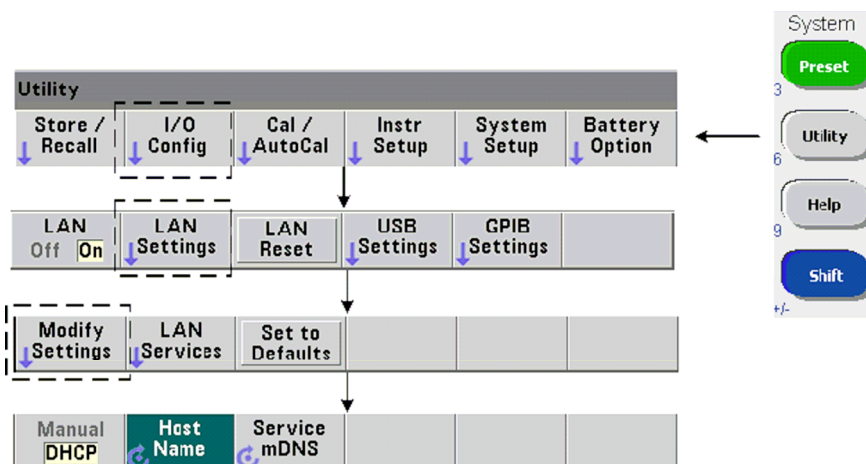 System
Preset
3
Utility
6
Help
9
Shift
+/-
Utility
Store / Recall
I/O Config
Cal / AutoCal
Instr Setup
System Setup
Battery Option
LAN Off On
LAN Settings
LAN Reset
USB Settings
GPIB Settings
Modify Settings
LAN Services
Set to Defaults
Manual DHCP
Host Name
Service mDNS